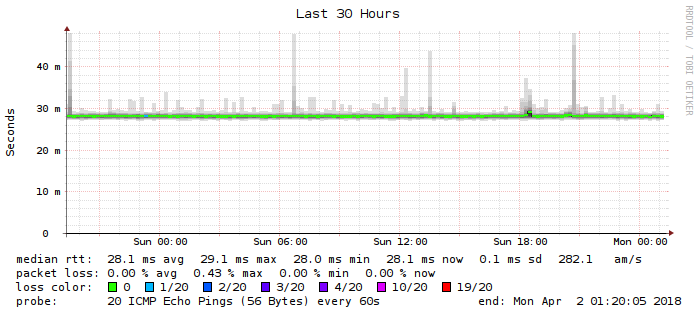 Last 30 Hours
RRDTOOL / TOBI OETIKER
Seconds
40 m
30 m
20 m
10 m
0
Sun 00:00 Sun 06:00 Sun 12:00 Sun 18:00 Mon 00:00
median rtt: 28.1 ms avg 29.1 ms max 28.0 ms min 28.1 ms now 0.1 ms sd 282.1 am/s
packet loss: 0.00 % avg 0.43 % max 0.00 % min 0.00 % now
loss color: 0 1/20 2/20 3/20 4/20 10/20 19/20
probe: 20 ICMP Echo Pings (56 Bytes) every 60s end: Mon Apr 2 01:20:05 2018